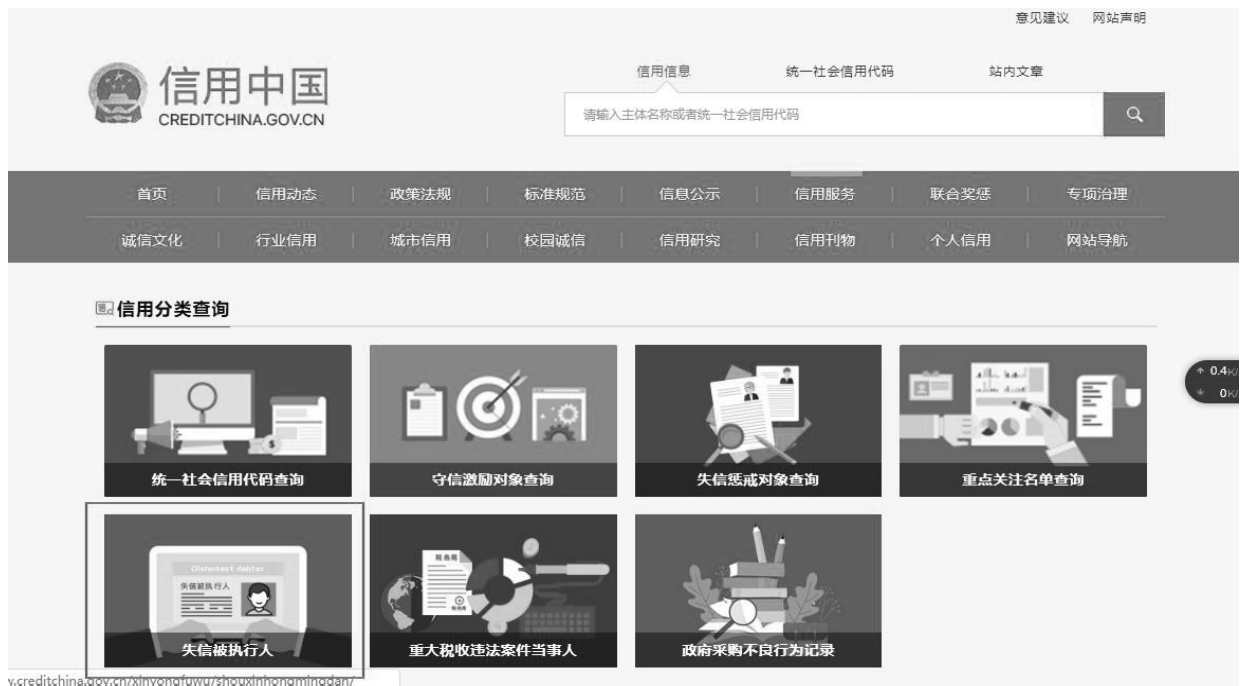 意见建议 网站声明
信用中国
CREDITCHINA.GOV.CN
信用信息 统一社会信用代码 站内文章
请输入主体名称或者统一社会信用代码
首页 信用动态 政策法规 标准规范 信息公示 信用服务 联合奖惩 专项治理
诚信文化 行业信用 城市信用 校园诚信 信用研究 信用刊物 个人信用 网站导航
信用分类查询
↑ 0.4K/
↓ 0K/
统一社会信用代码查询 守信激励对象查询 失信惩戒对象查询 重点关注名单查询
Dishonest debtor
失信被执行人
税务局
失信被执行人 重大税收违法案件当事人 政府采购不良行为记录
v.creditchina.gov.cn/xinyongfuwu/shouxinhongmingdan/